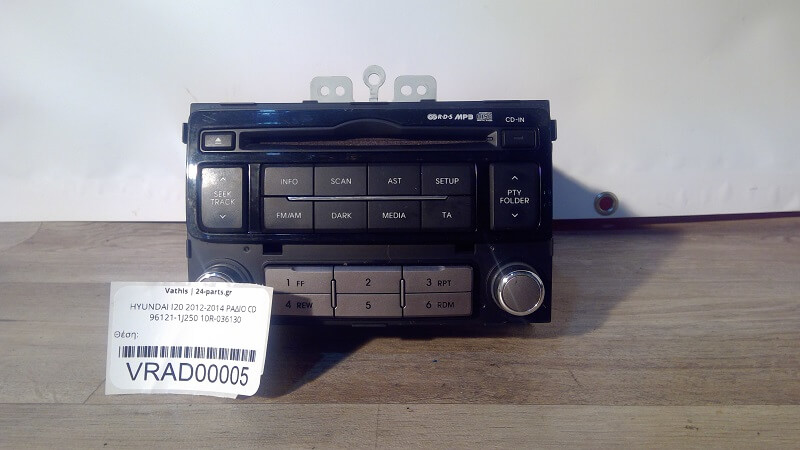 R·D·S MP3
CD-IN
INFO SCAN AST SETUP
SEEK TRACK
PTY FOLDER
FM/AM DARK MEDIA TA
1 FF 2 3 RPT
4 REW 5 6 RDM
Vathis | 24-parts.gr
HYUNDAI I20 2012-2014 ΡΑΔΙΟ CD
96121-1J250 10R-036130
Θέση:
VRAD00005